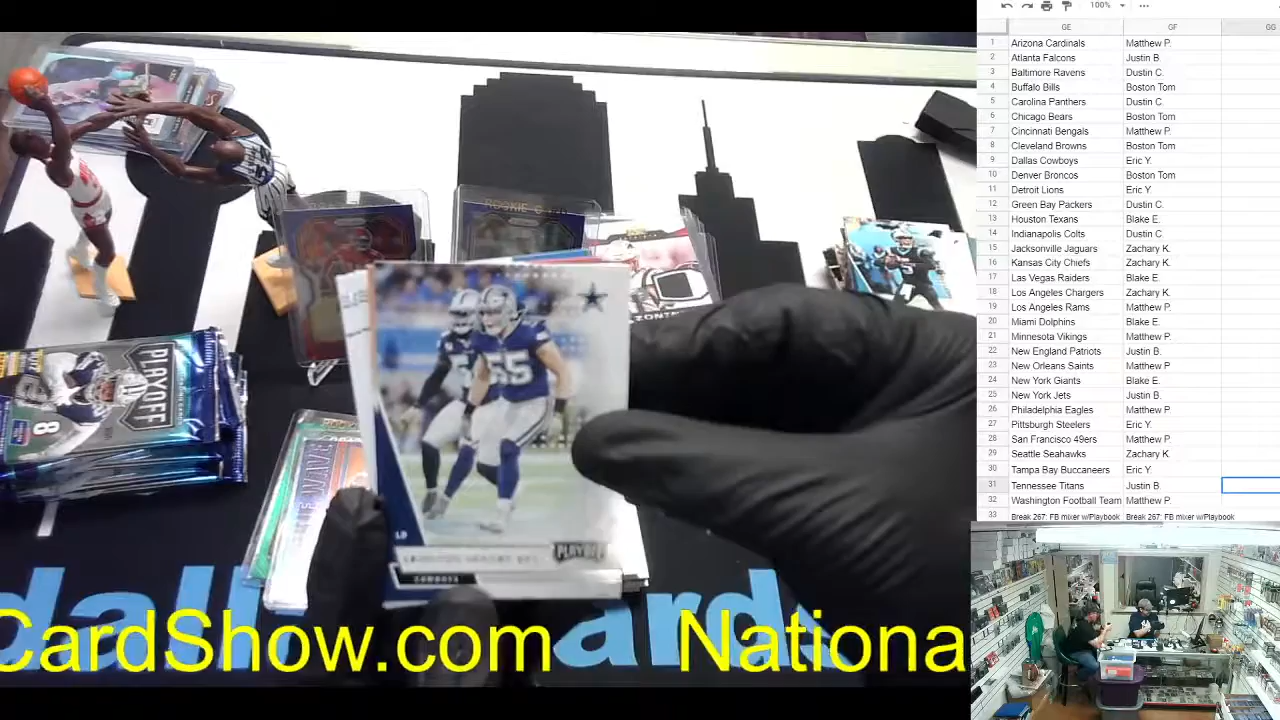 100%
GE GF GG
1 Arizona Cardinals Matthew P.
2 Atlanta Falcons Justin B.
3 Baltimore Ravens Dustin C.
4 Buffalo Bills Boston Tom
5 Carolina Panthers Dustin C.
6 Chicago Bears Boston Tom
7 Cincinnati Bengals Matthew P.
8 Cleveland Browns Boston Tom
9 Dallas Cowboys Eric Y.
10 Denver Broncos Boston Tom
11 Detroit Lions Eric Y.
12 Green Bay Packers Dustin C.
13 Houston Texans Blake E.
14 Indianapolis Colts Dustin C.
15 Jacksonville Jaguars Zachary K.
16 Kansas City Chiefs Zachary K.
17 Las Vegas Raiders Blake E.
18 Los Angeles Chargers Zachary K.
19 Los Angeles Rams Matthew P.
20 Miami Dolphins Blake E.
21 Minnesota Vikings Matthew P.
22 New England Patriots Justin B.
23 New Orleans Saints Matthew P
24 New York Giants Blake E.
25 New York Jets Justin B.
26 Philadelphia Eagles Matthew P.
27 Pittsburgh Steelers Eric Y.
28 San Francisco 49ers Matthew P.
29 Seattle Seahawks Zachary K.
30 Tampa Bay Buccaneers Eric Y.
31 Tennessee Titans Justin B.
32 Washington Football Team Matthew P.
33 Break 267: FB mixer w/Playbook Break 267: FB mixer w/Playbook
ROOKIE
55
LB
PLAYOFF
COWBOYS
PLAYOFF
8
WAVE
ards
CardShow.com Nationa